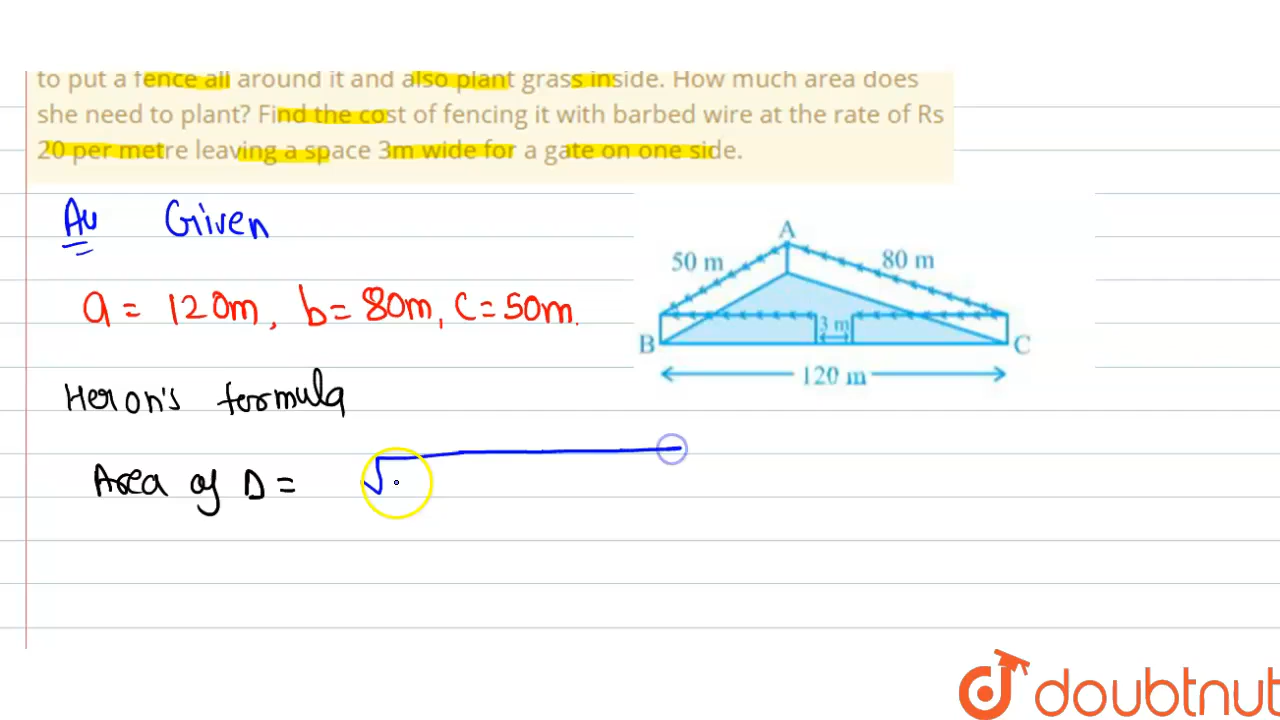 to put a fence all around it and also plant grass inside. How much area does
she need to plant? Find the cost of fencing it with barbed wire at the rate of Rs
20 per metre leaving a space 3m wide for a gate on one side.
Given
a = 120m, b = 80m, c = 50m.
Heron's formula
Area of Δ = √
A
50 m
80 m
3 m
B
C
120 m
doubtnut